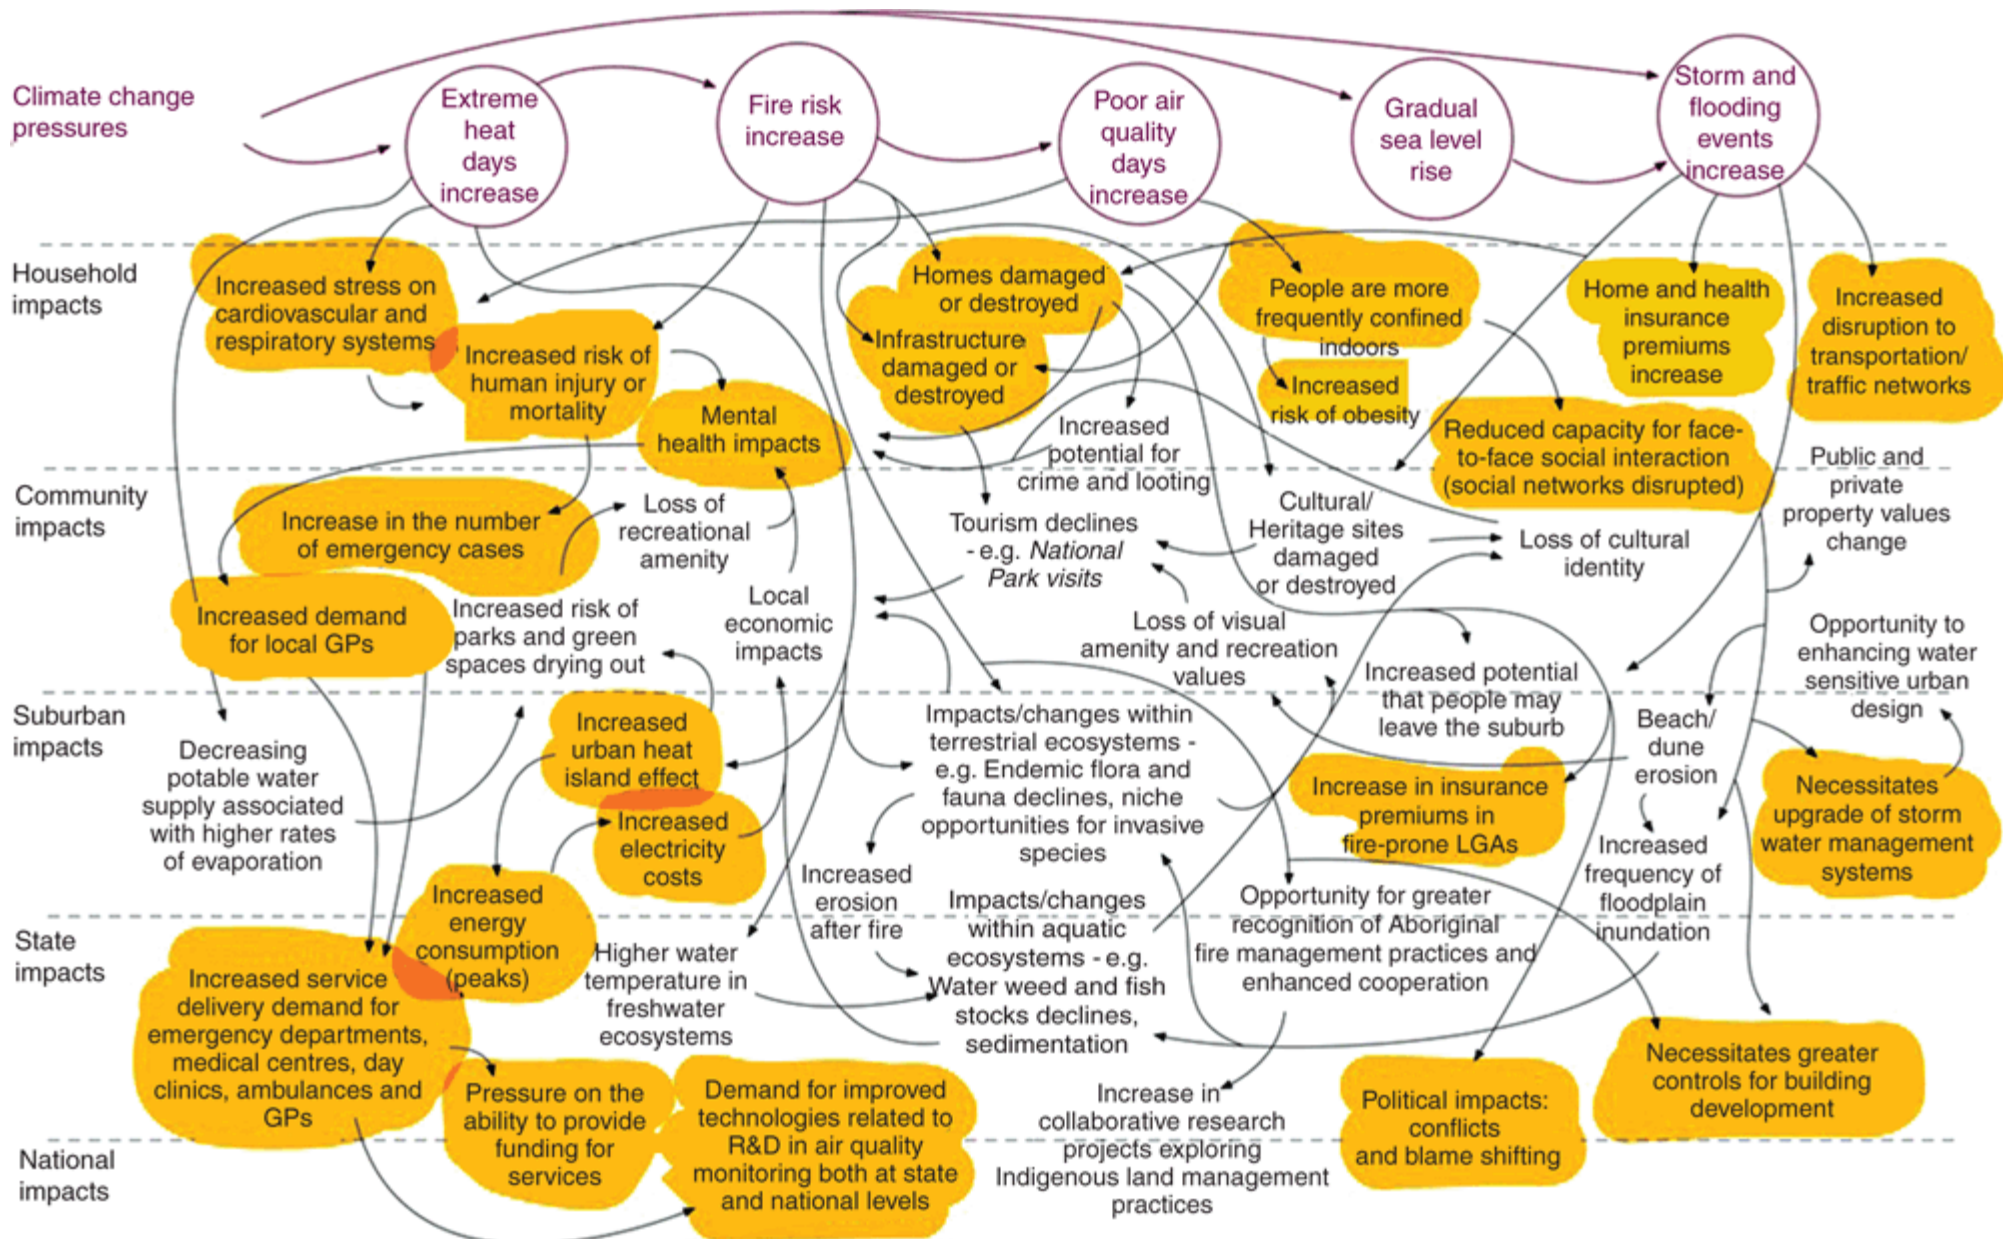 Climate change
pressures
Extreme
heat
days
increase
Fire risk
increase
Poor air
quality
days
increase
Gradual
sea level
rise
Storm and
flooding
events
increase
Household
impacts
Increased stress on
cardiovascular and
respiratory systems
Increased risk of
human injury or
mortality
Mental
health impacts
Homes damaged
or destroyed
Infrastructure
damaged or
destroyed
Increased
potential for
crime and looting
People are more
frequently confined
indoors
Increased
risk of obesity
Reduced capacity for face-
to-face social interaction
(social networks disrupted)
Home and health
insurance
premiums
increase
Increased
disruption to
transportation/
traffic networks
Community
impacts
Increase in the number
of emergency cases
Loss of
recreational
amenity
Increased demand
for local GPs
Increased risk of
parks and green
spaces drying out
Local
economic
impacts
Tourism declines
- e.g. National
Park visits
Cultural/
Heritage sites
damaged
or destroyed
Loss of cultural
identity
Public and
private
property values
change
Loss of visual
amenity and recreation
values
Increased potential
that people may
leave the suburb
Opportunity to
enhancing water
sensitive urban
design
Suburban
impacts
Decreasing
potable water
supply associated
with higher rates
of evaporation
Increased
urban heat
island effect
Increased
electricity
costs
Increased
energy
consumption
(peaks)
Impacts/changes within
terrestrial ecosystems -
e.g. Endemic flora and
fauna declines, niche
opportunities for invasive
species
Increased
erosion
after fire
Increase in insurance
premiums in
fire-prone LGAs
Beach/
dune
erosion
Increased
frequency of
floodplain
inundation
Necessitates
upgrade of storm
water management
systems
State
impacts
Increased service
delivery demand for
emergency departments,
medical centres, day
clinics, ambulances and
GPs
Higher water
temperature in
freshwater
ecosystems
Impacts/changes
within aquatic
ecosystems - e.g.
Water weed and fish
stocks declines,
sedimentation
Opportunity for greater
recognition of Aboriginal
fire management practices and
enhanced cooperation
Pressure on the
ability to provide
funding for
services
Demand for improved
technologies related to
R&D in air quality
monitoring both at state
and national levels
Increase in
collaborative research
projects exploring
Indigenous land management
practices
Political impacts:
conflicts
and blame shifting
Necessitates greater
controls for building
development
National
impacts